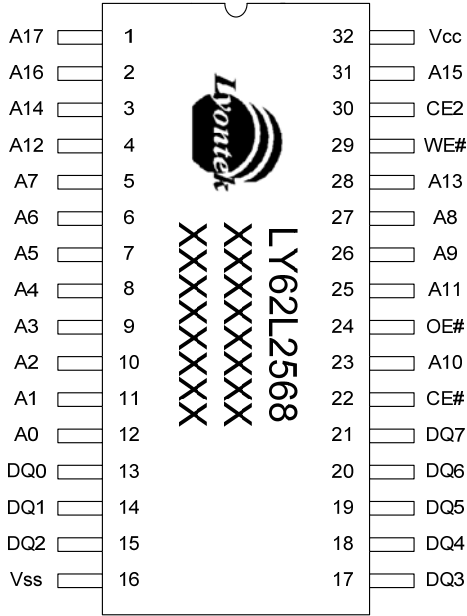 A17 1 32 Vcc
A16 2 31 A15
A14 3 30 CE2
A12 4 29 WE#
A7 5 28 A13
A6 6 27 A8
A5 7 26 A9
A4 8 25 A11
A3 9 24 OE#
A2 10 23 A10
A1 11 22 CE#
A0 12 21 DQ7
DQ0 13 20 DQ6
DQ1 14 19 DQ5
DQ2 15 18 DQ4
Vss 16 17 DQ3
Lyontek
LY62L2568
XXXXXXXX
XXXXXXXX